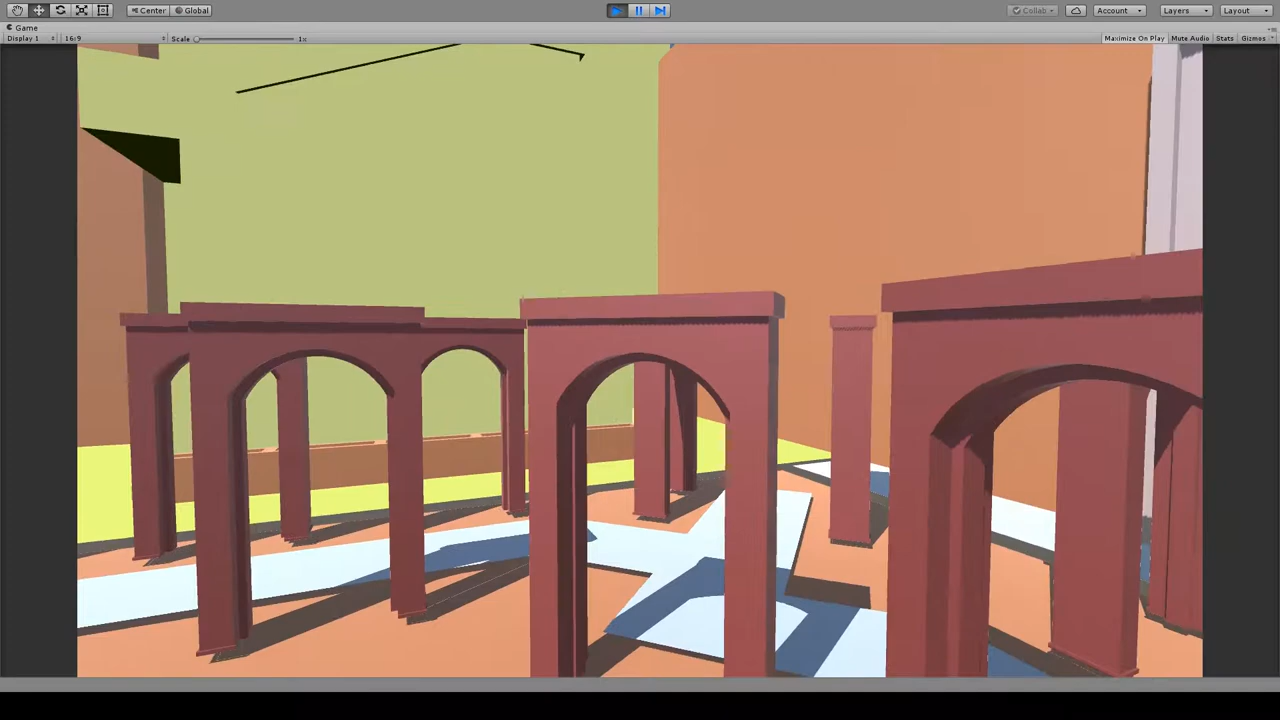 Center Global Collab Account Layers Layout
Game
Display 1 16:9 Scale 1x Maximize On Play Mute Audio Stats Gizmos